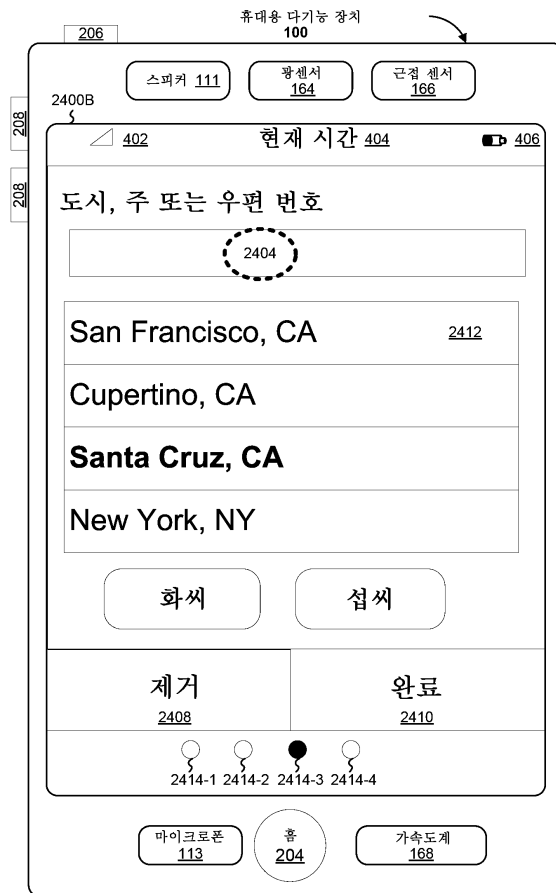 휴대용 다기능 장치
100
206
스피커 111
광센서
164
근접 센서
166
2400B
208
208
402
현재 시간 404
406
도시, 주 또는 우편 번호
2404
San Francisco, CA
2412
Cupertino, CA
Santa Cruz, CA
New York, NY
화씨
섭씨
제거
2408
완료
2410
2414-1 2414-2 2414-3 2414-4
마이크로폰
113
홈
204
가속도계
168